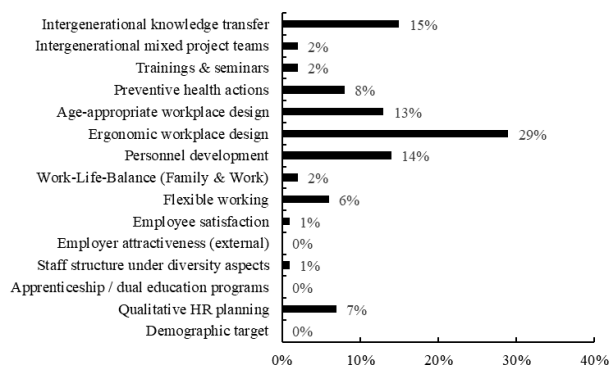 Intergenerational knowledge transfer 15%
Intergenerational mixed project teams 2%
Trainings & seminars 2%
Preventive health actions 8%
Age-appropriate workplace design 13%
Ergonomic workplace design 29%
Personnel development 14%
Work-Life-Balance (Family & Work) 2%
Flexible working 6%
Employee satisfaction 1%
Employer attractiveness (external) 0%
Staff structure under diversity aspects 1%
Apprenticeship / dual education programs 0%
Qualitative HR planning 7%
Demographic target 0%
0% 10% 20% 30% 40%